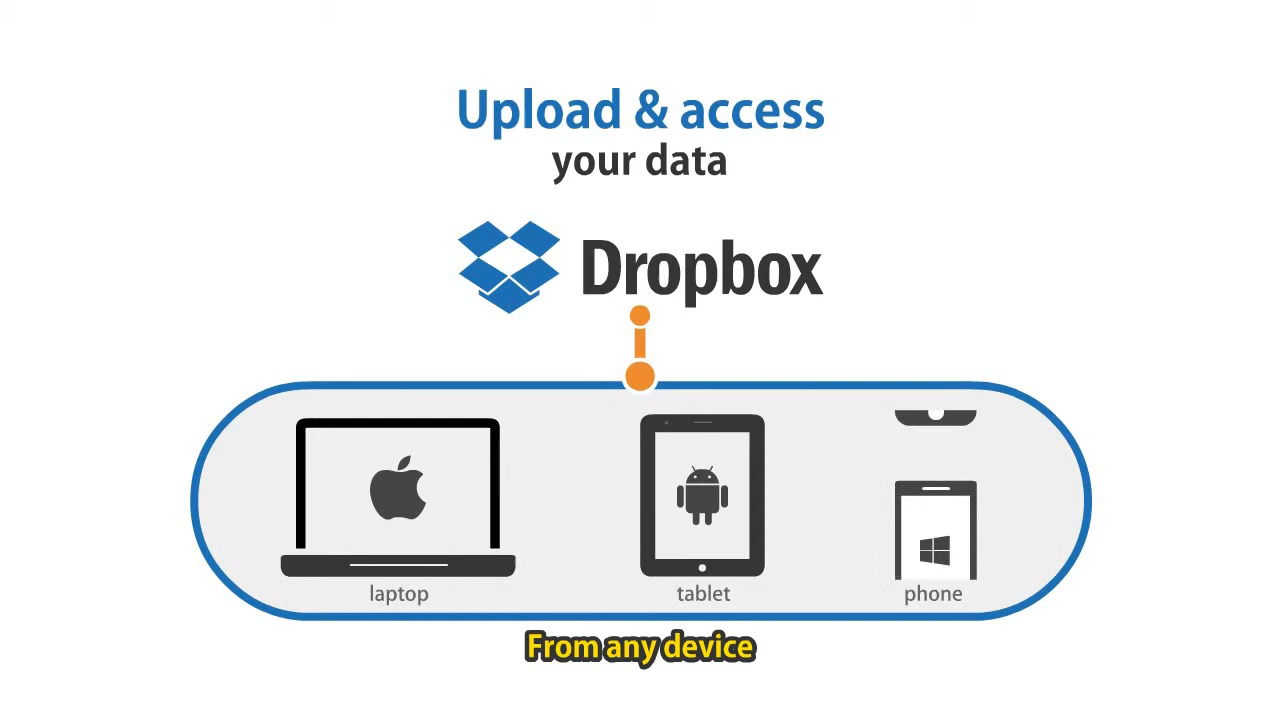 Upload & access
your data
Dropbox
laptop
tablet
phone
From any device